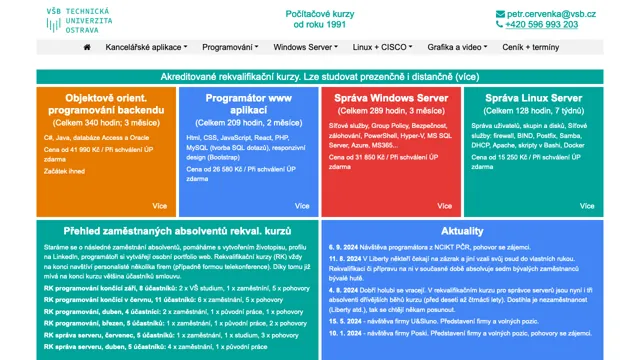 VŠB TECHNICKÁ
UNIVERZITA
OSTRAVA
Počítačové kurzy
od roku 1991
petr.cervenka@vsb.cz
+420 596 993 203
Kancelářské aplikace
Programování
Windows Server
Linux + CISCO
Grafika a video
Ceník + termíny
Akreditované rekvalifikační kurzy. Lze studovat prezenčně i distančně (více)
Objektově orient.
programování backendu
(Celkem 340 hodin; 3 měsíce)
C#, Java, databáze Access a Oracle
Cena od 41 990 Kč / Při schválení ÚP
zdarma
Začátek ihned
Více
Programátor www
aplikací
(Celkem 209 hodin, 2 měsíce)
Html, CSS, JavaScript, React, PHP,
MySQL (tvorba SQL dotazů), responzivní
design (Bootstrap)
Cena od 26 580 Kč / Při schválení ÚP
zdarma
Více
Správa Windows Server
(Celkem 289 hodin, 3 měsíce)
Síťové služby, Group Policy, Bezpečnost,
zálohování, PowerShell, Hyper-V, MS SQL
Server, Azure, MS365...
Cena od 31 850 Kč / Při schválení ÚP
zdarma
Více
Správa Linux Server
(Celkem 128 hodin, 7 týdnů)
Správa uživatelů, skupin a disků, Síťové
služby: firewall, BIND, Postfix, Samba,
DHCP, Apache, skripty v Bashi, Docker
Cena od 15 250 Kč / Při schválení ÚP
zdarma
Více
Přehled zaměstnaných absolventů rekval. kurzů
Staráme se o následné zaměstnání absolventů, pomáháme s vytvořením životopisu, profilu
na Linkedin, programátoři si vytvářejí osobní portfolio web. Rekvalifikační kurzy (RK) vždy
na konci navštíví personalisté několika firem (případně formou telekonference). Díky tomu již
mívá na konci kurzu většina účastníků smlouvu.
RK programování končící září, 8 účastníků: 2 x VŠ studium, 1 x zaměstnání, 5 x pohovory
RK programování končící v červnu, 11 účastníků: 6 x zaměstnání, 5 x pohovory
RK programování, duben, 4 účastníci: 2 x zaměstnání, 1 x původní práce, 1 x pohovory
RK programování, březen, 5 účastníků: 1 x zaměstnání, 1 x původní práce, 2 x pohovory
RK správa serveru, červenec, 5 účastníků: 1 x zaměstnání, 1 x studium, 3 x pohovory
RK správa serveru, duben, 5 účastníků: 4 x zaměstnání, 1 x původní práce
Aktuality
6. 9. 2024 Návštěva programátora z NCIKT PČR, pohovor se zájemci.
11. 8. 2024 V Liberty někteří čekají na zázrak a jiní vzali svůj osud do vlastních rukou.
Rekvalifikaci či přípravu na ni v současné době absolvuje sedm bývalých zaměstnanců
bývalé hutě.
4. 8. 2024 Dobří holubi se vracejí. V rekvalifikačním kurzu pro správce serverů jsou nyní i tři
absolventi dřívějších běhů kurzu (před deseti až čtrnácti lety). Dostihla je nezaměstnanost
(Liberty atd.), tak se chtějí někam posunout.
15. 5. 2024 - návštěva firmy U&Sluno. Představení firmy a volných pozic.
10. 1. 2024 - návštěva firmy Poski. Představení firmy a volných pozic, pohovory se zájemci.